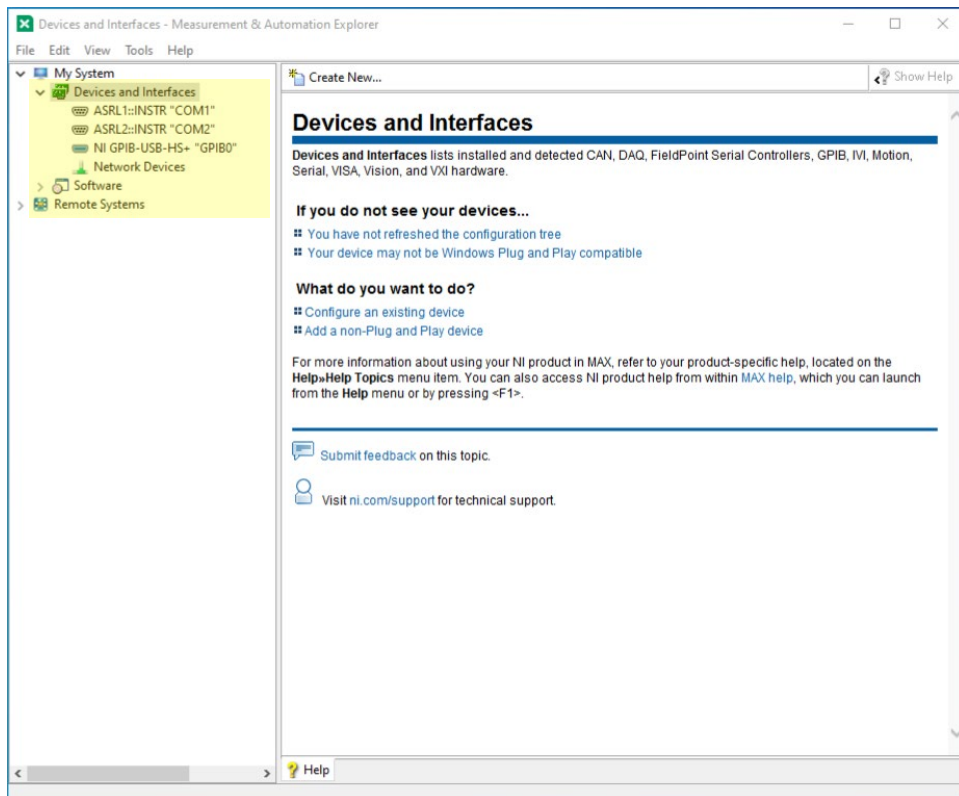 Devices and Interfaces - Measurement & Automation Explorer
File Edit View Tools Help
My System
Devices and Interfaces
ASRL1::INSTR "COM1"
ASRL2::INSTR "COM2"
NI GPIB-USB-HS+ "GPIB0"
Network Devices
Software
Remote Systems
Create New...
Show Help
Devices and Interfaces
Devices and Interfaces lists installed and detected CAN, DAQ, FieldPoint Serial Controllers, GPIB, IVI, Motion,
Serial, VISA, Vision, and VXI hardware.
If you do not see your devices...
You have not refreshed the configuration tree
Your device may not be Windows Plug and Play compatible
What do you want to do?
Configure an existing device
Add a non-Plug and Play device
For more information about using your NI product in MAX, refer to your product-specific help, located on the
Help»Help Topics menu item. You can also access NI product help from within MAX help, which you can launch
from the Help menu or by pressing <F1>.
Submit feedback on this topic.
Visit ni.com/support for technical support.
Help